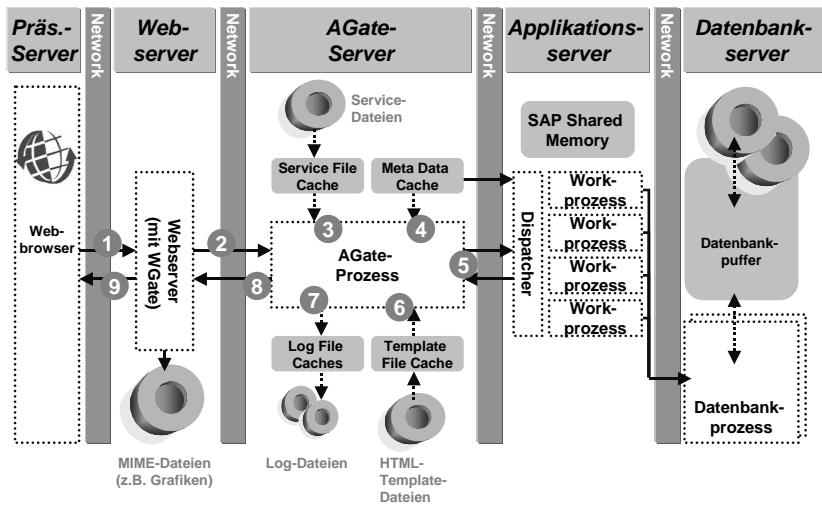 Präs.-
Server
Network
Web-
server
Network
AGate-
Server
Network
Applikations-
server
Network
Datenbank-
server
Service-
Dateien
SAP Shared
Memory
Service File
Cache
Meta Data
Cache
Work-
prozess
Work-
prozess
Work-
prozess
Work-
prozess
Dispatcher
Web-
browser
1
9
Webserver
(mit WGate)
2
8
3
4
AGate-
Prozess
5
7
6
Datenbank-
puffer
Log File
Caches
Template
File Cache
Datenbank-
prozess
MIME-Dateien
(z.B. Grafiken)
Log-Dateien
HTML-
Template-
Dateien